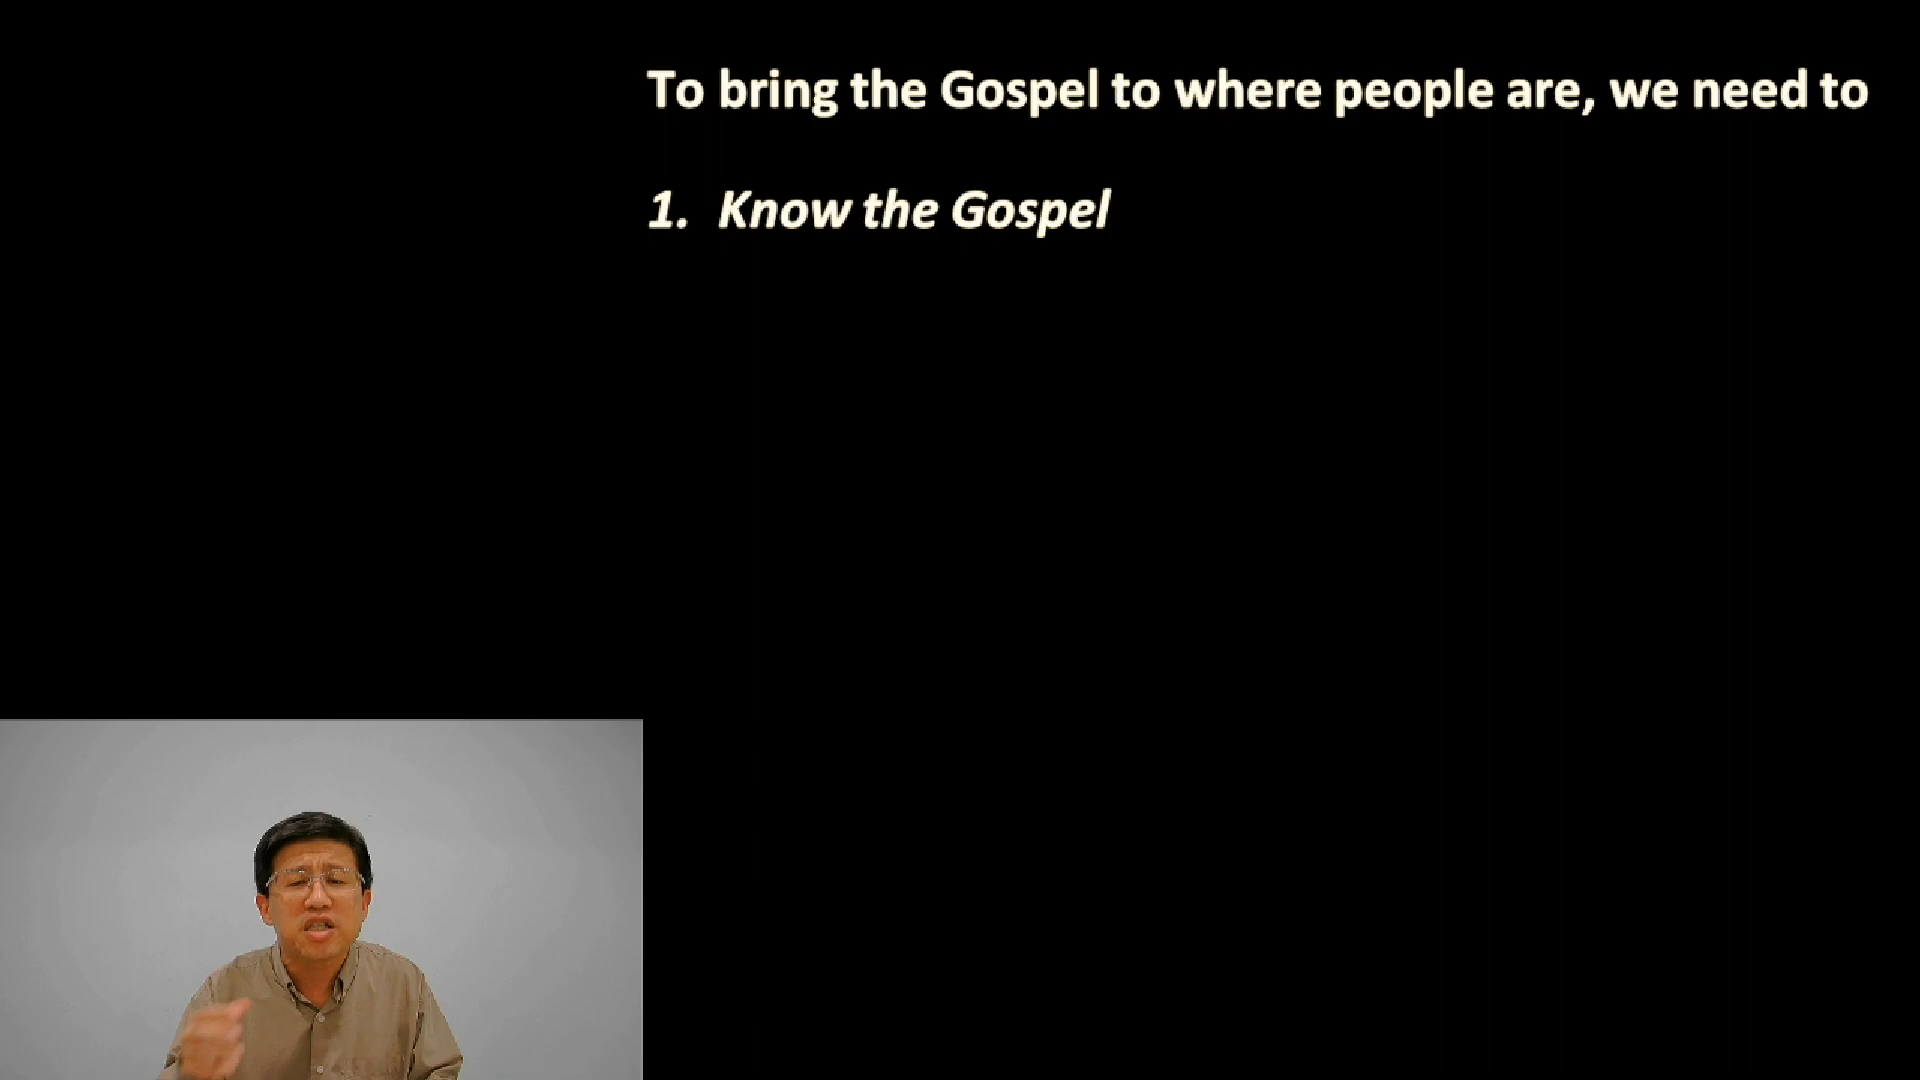 To bring the Gospel to where people are, we need to
1. Know the Gospel